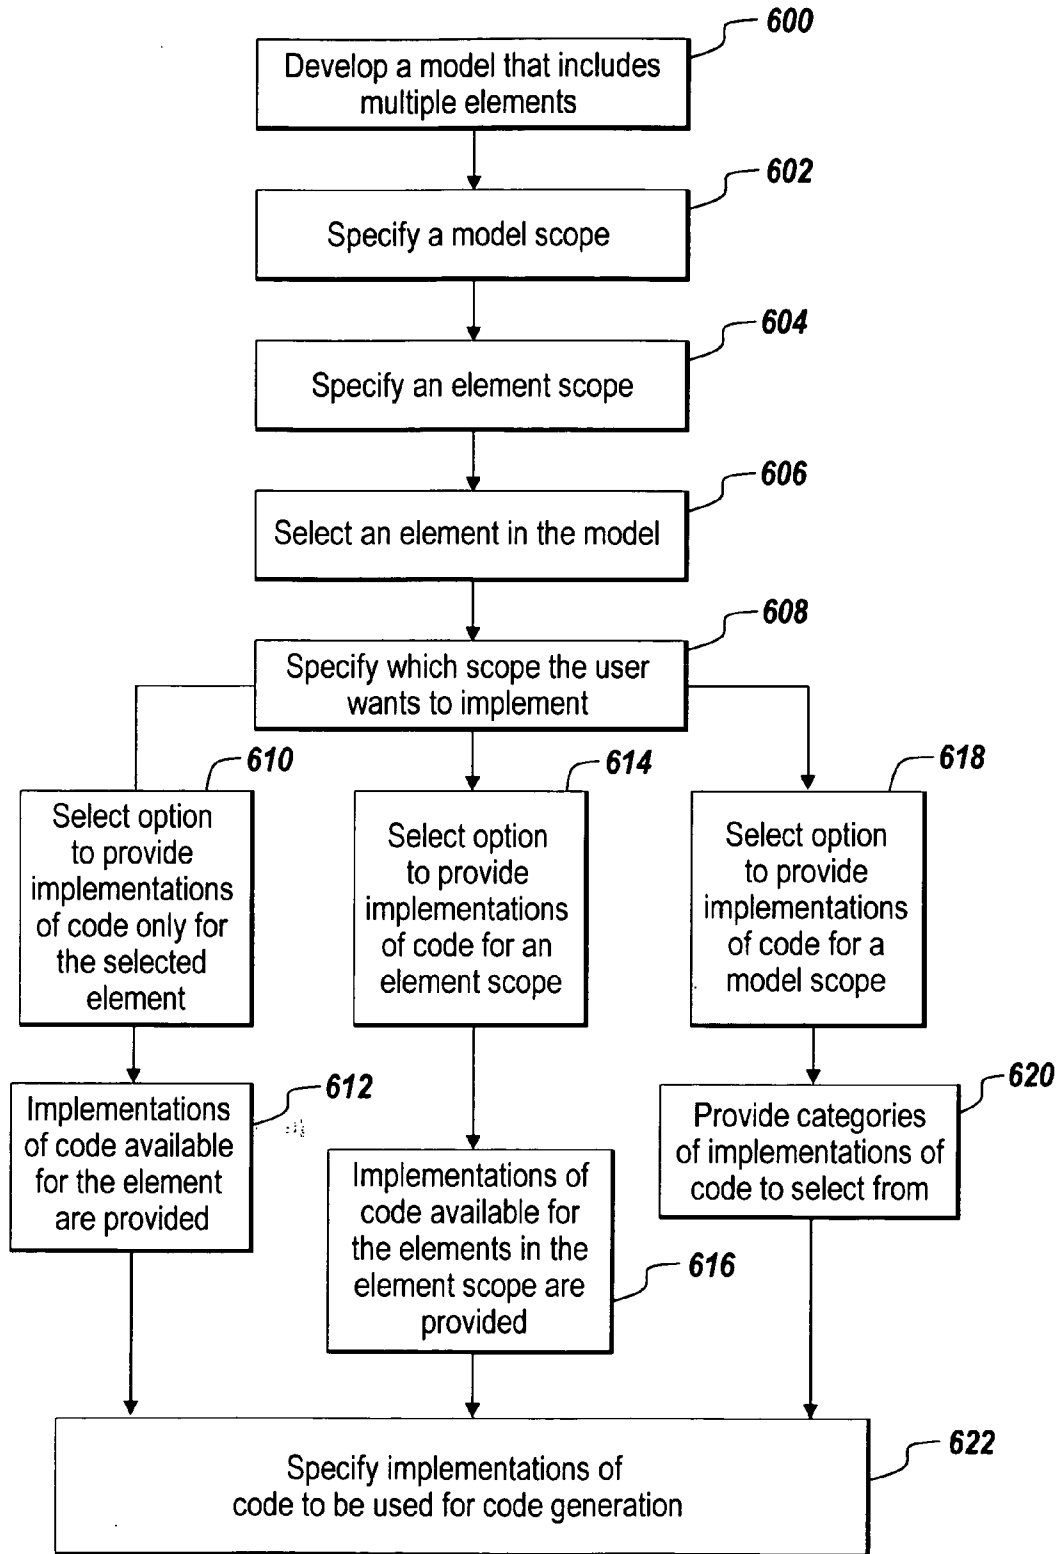 600
Develop a model that includes
multiple elements
602
Specify a model scope
604
Specify an element scope
606
Select an element in the model
608
Specify which scope the user
wants to implement
610
Select option
to provide
implementations
of code only for
the selected
element
614
Select option
to provide
implementations
of code for an
element scope
618
Select option
to provide
implementations
of code for a
model scope
612
Implementations
of code available
for the element
are provided
616
Implementations of
code available for
the elements in the
element scope are
provided
620
Provide categories
of implementations of
code to select from
622
Specify implementations of
code to be used for code generation